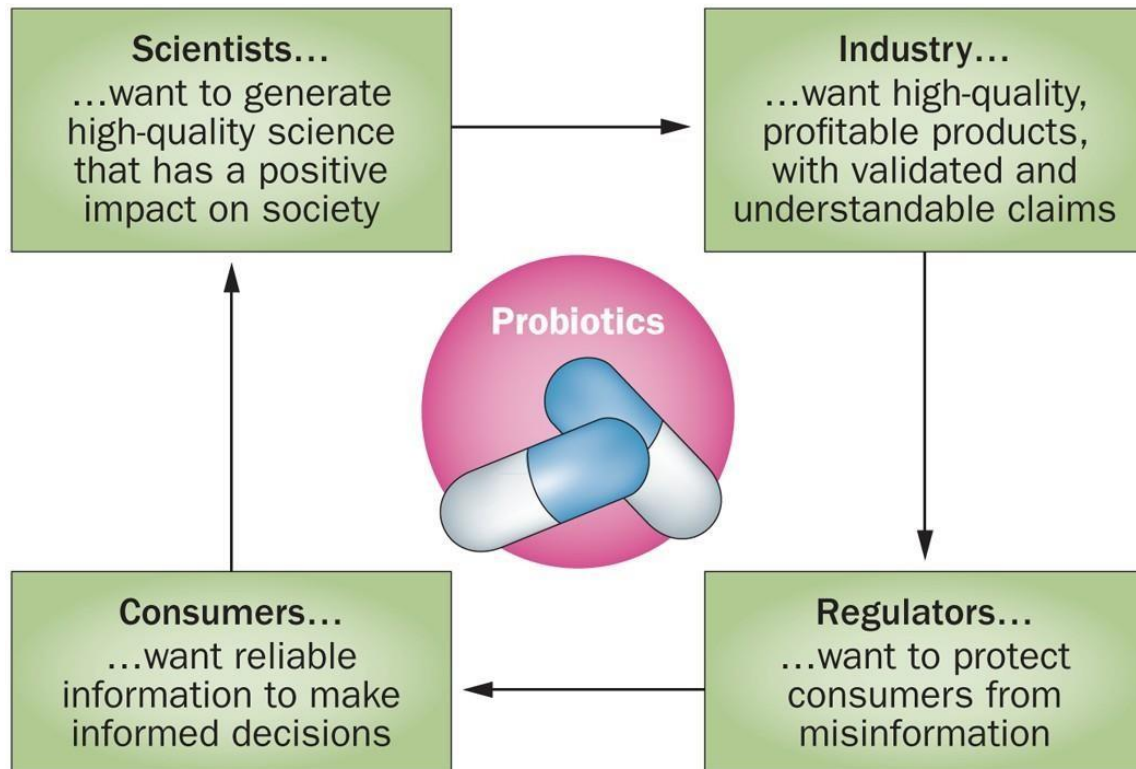 Scientists...
...want to generate
high-quality science
that has a positive
impact on society
Industry...
...want high-quality,
profitable products,
with validated and
understandable claims
Probiotics
Consumers...
...want reliable
information to make
informed decisions
Regulators...
...want to protect
consumers from
misinformation